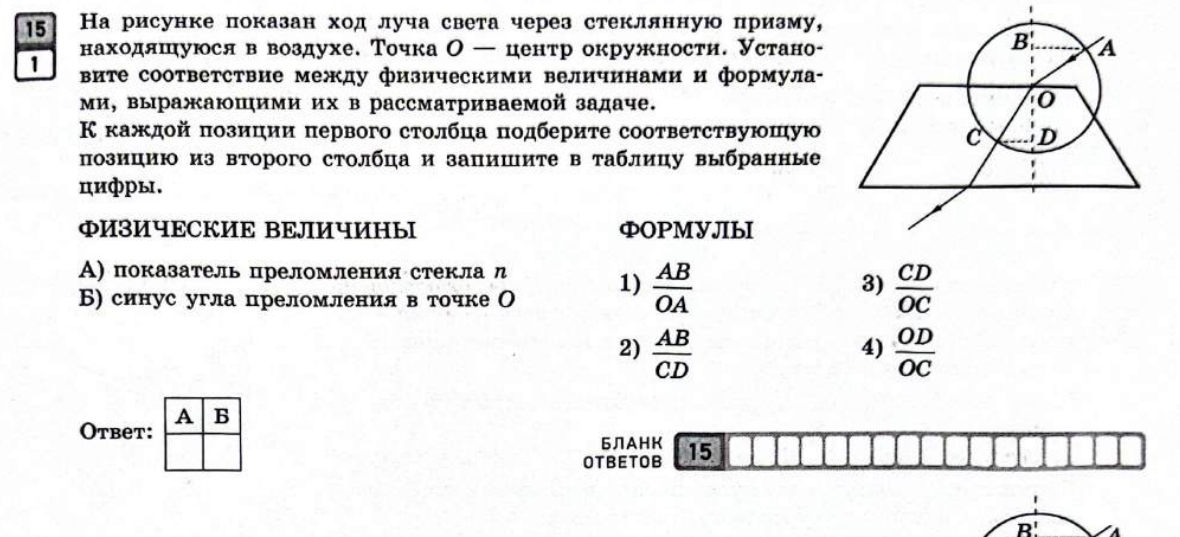 15
1
На рисунке показан ход луча света через стеклянную призму,
находящуюся в воздухе. Точка O — центр окружности. Устано-
вите соответствие между физическими величинами и формула-
ми, выражающими их в рассматриваемой задаче.
К каждой позиции первого столбца подберите соответствующую
позицию из второго столбца и запишите в таблицу выбранные
цифры.
B
A
O
C
D
ФИЗИЧЕСКИЕ ВЕЛИЧИНЫ
А) показатель преломления стекла n
Б) синус угла преломления в точке O
ФОРМУЛЫ
1) AB
OA
2) AB
CD
3) CD
OC
4) OD
OC
Ответ:
А Б
БЛАНК
ОТВЕТОВ
15
B
A